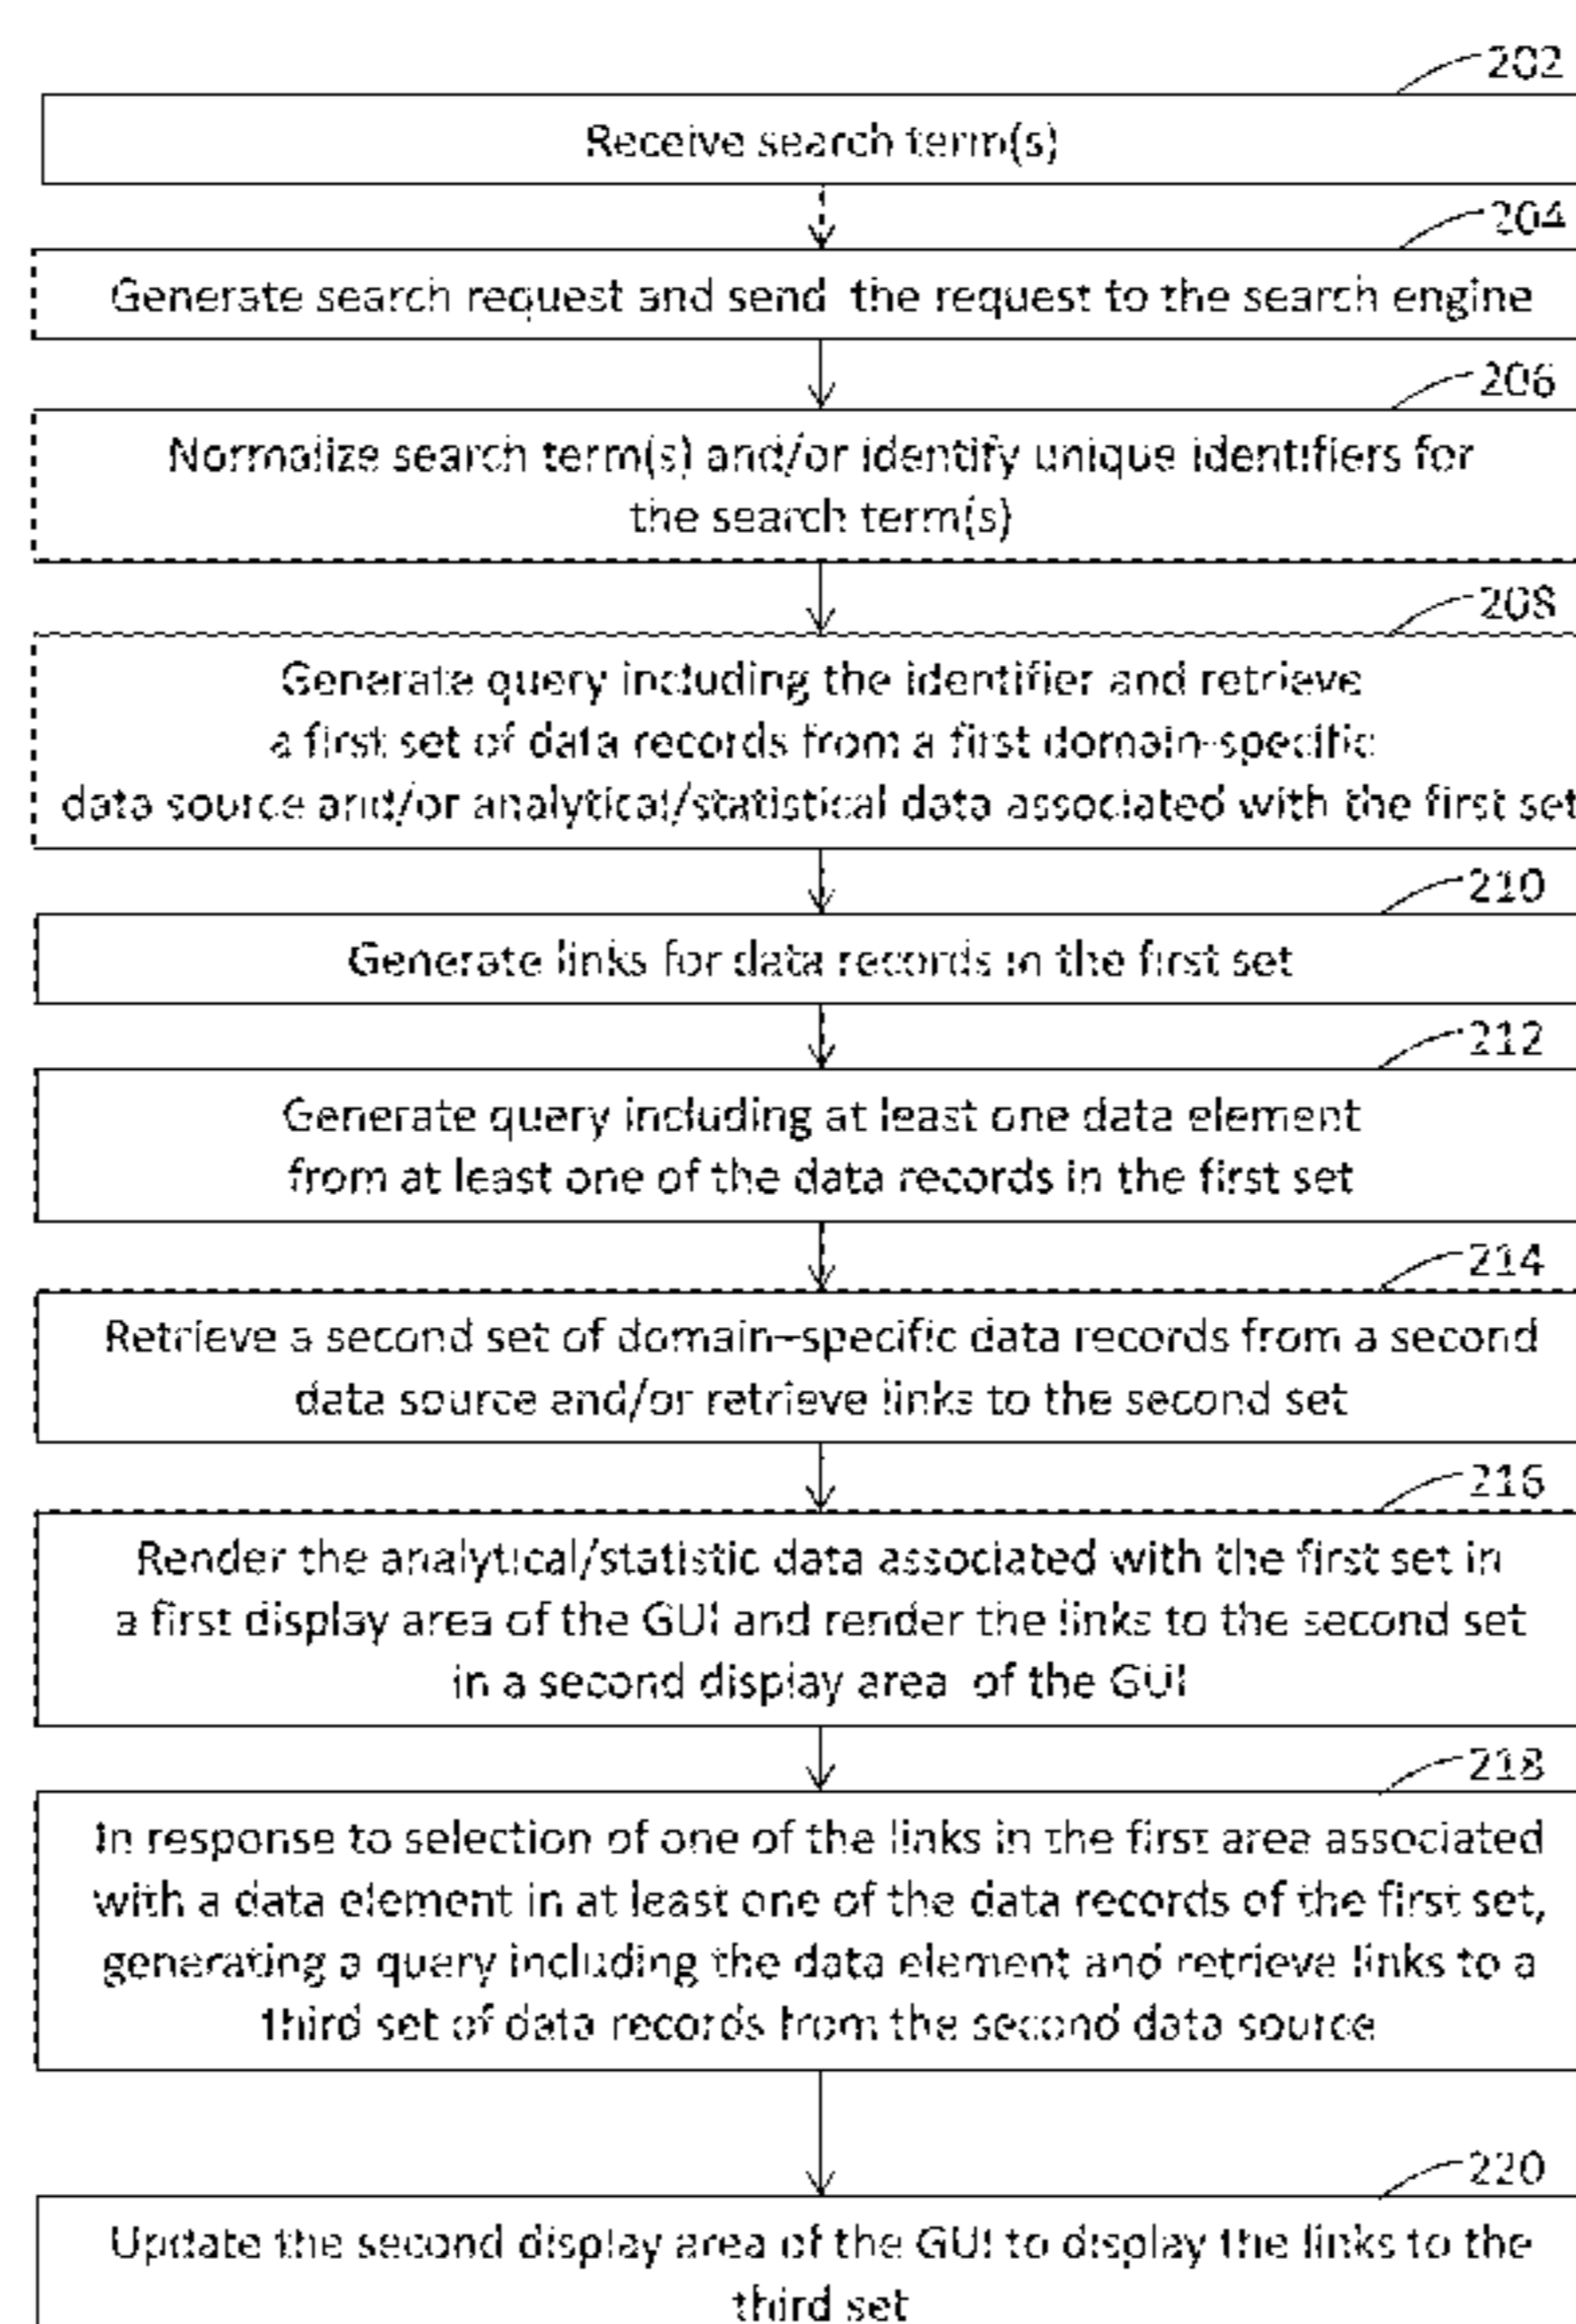 202
Receive search term(s)
204
Generate search request and send the request to the search engine
206
Normalize search term(s) and/or identify unique identifiers for
the search term(s)
208
Generate query including the identifier and retrieve
a first set of data records from a first domain-specific
data source and/or analytical/statistical data associated with the first set
210
Generate links for data records in the first set
212
Generate query including at least one data element
from at least one of the data records in the first set
214
Retrieve a second set of domain-specific data records from a second
data source and/or retrieve links to the second set
216
Render the analytical/statistic data associated with the first set in
a first display area of the GUI and render the links to the second set
in a second display area of the GUI
218
In response to selection of one of the links in the first area associated
with a data element in at least one of the data records of the first set,
generating a query including the data element and retrieve links to a
third set of data records from the second data source
220
Update the second display area of the GUI to display the links to the
third set